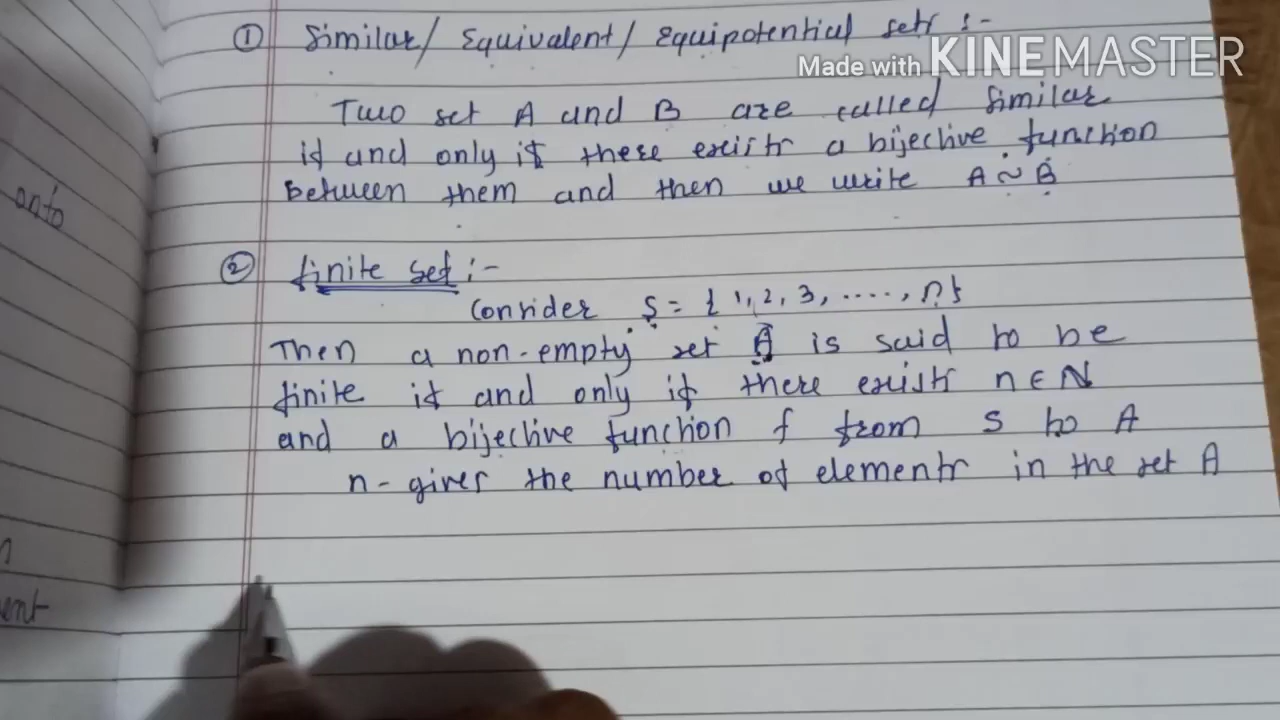 ① Similar/ Equivalent/ Equipotential sets :-
Made with KINEMASTER
Two set A and B are called similar
if and only if there exists a bijective function
between them and then we write A ~ B
onto
② finite set :-
Consider S = { 1, 2, 3, ....., n }
Then a non-empty set A is said to be
finite if and only if there exists n ∈ N
and a bijective function f from S to A
n - gives the number of elements in the set A